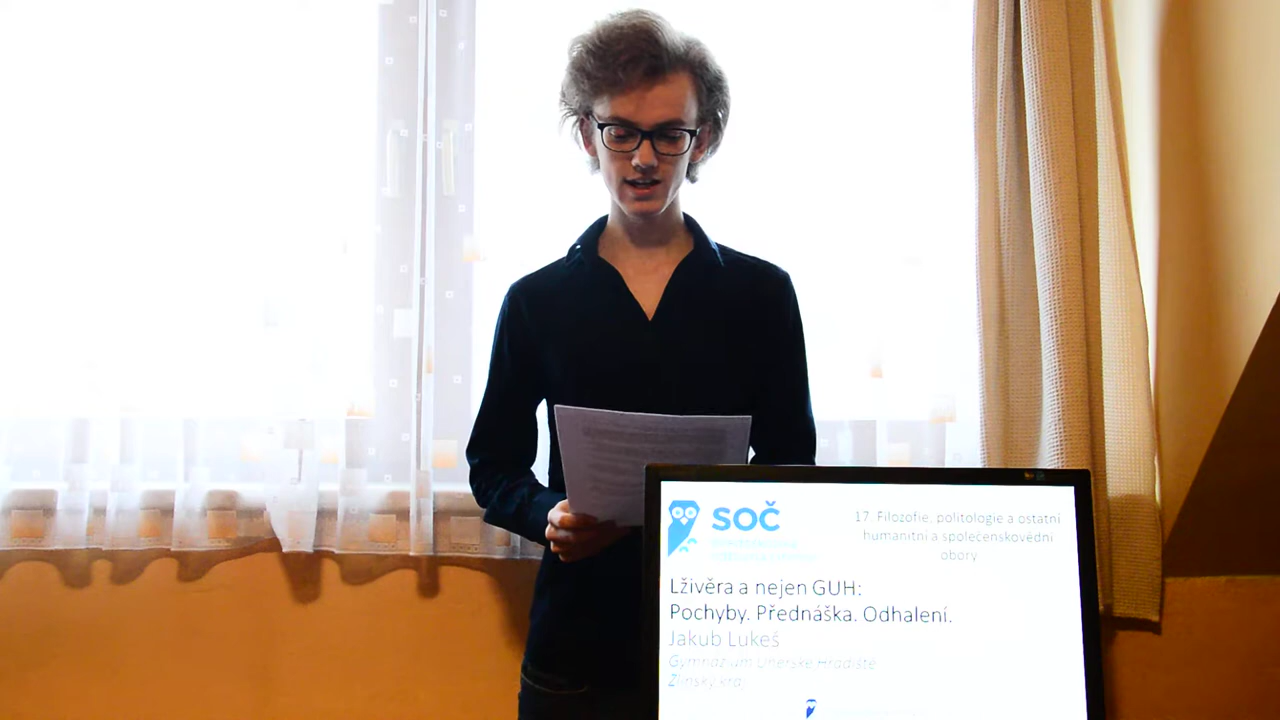 SOČ
17. Filozofie, politologie a ostatní
humanitní a společenskovědní
obory
Lživěra a nejen GUH:
Pochyby. Přednáška. Odhalení.
Jakub Lukeš
Gymnázium Uherské Hradiště
Zlínský kraj